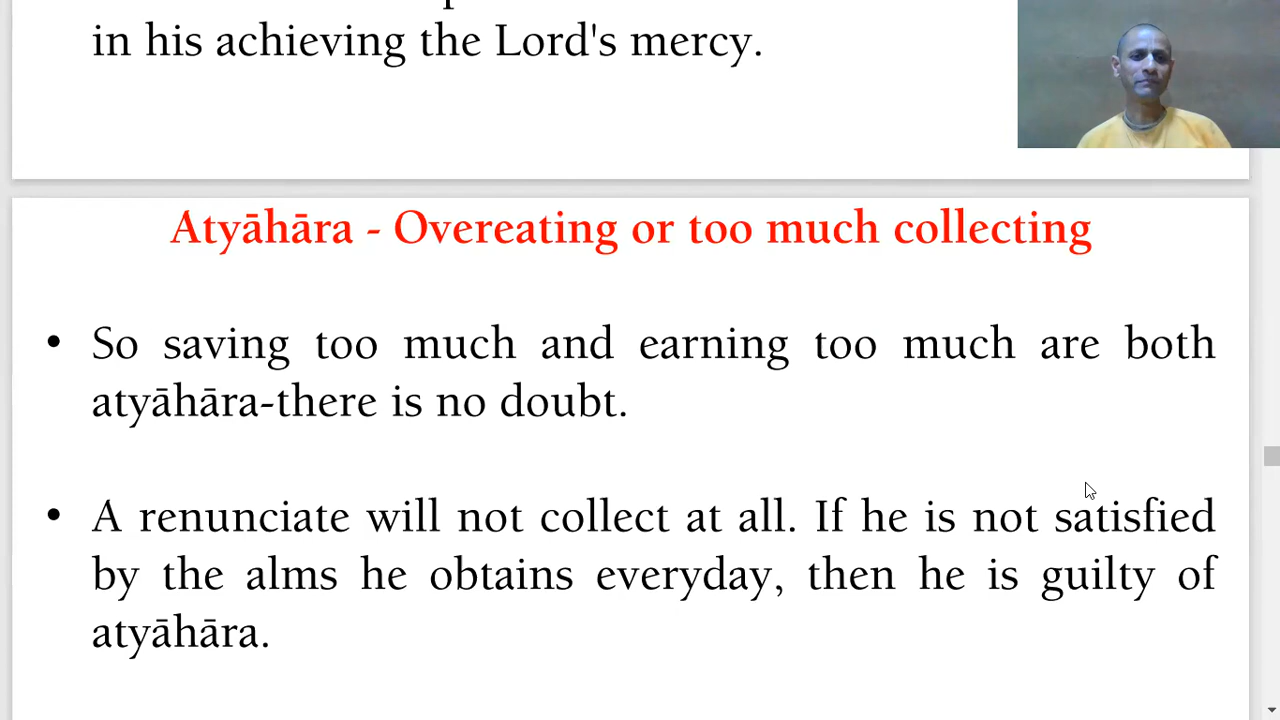 in his achieving the Lord's mercy.
Atyāhāra - Overeating or too much collecting
• So saving too much and earning too much are both
atyāhāra-there is no doubt.
• A renunciate will not collect at all. If he is not satisfied
by the alms he obtains everyday, then he is guilty of
atyāhāra.